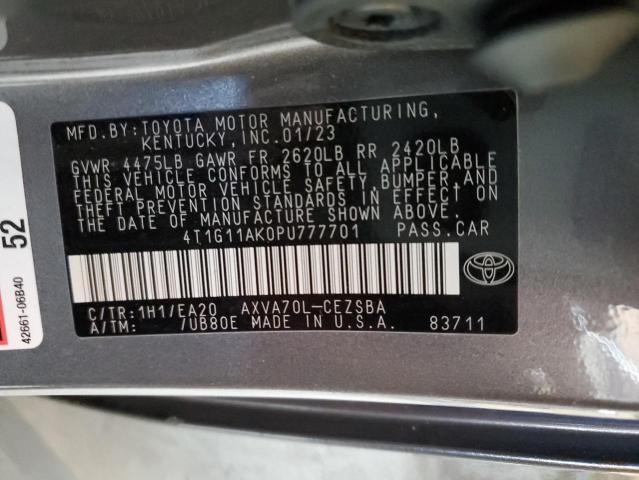 MFD.BY:TOYOTA MOTOR MANUFACTURING,
KENTUCKY,INC.01/23
GVWR 4475LB GAWR FR 2620LB RR 2420LB
THIS VEHICLE CONFORMS TO ALL APPLICABLE
FEDERAL MOTOR VEHICLE SAFETY,BUMPER,AND
THEFT PREVENTION STANDARDS IN EFFECT ON
THE DATE OF MANUFACTURE SHOWN ABOVE.
4T1G11AK0PU777701 PASS.CAR
C/TR:1H1/EA20 AXVA70L-CEZSBA
A/TM: /UB80E MADE IN U.S.A. 83711
52
42661-06B40